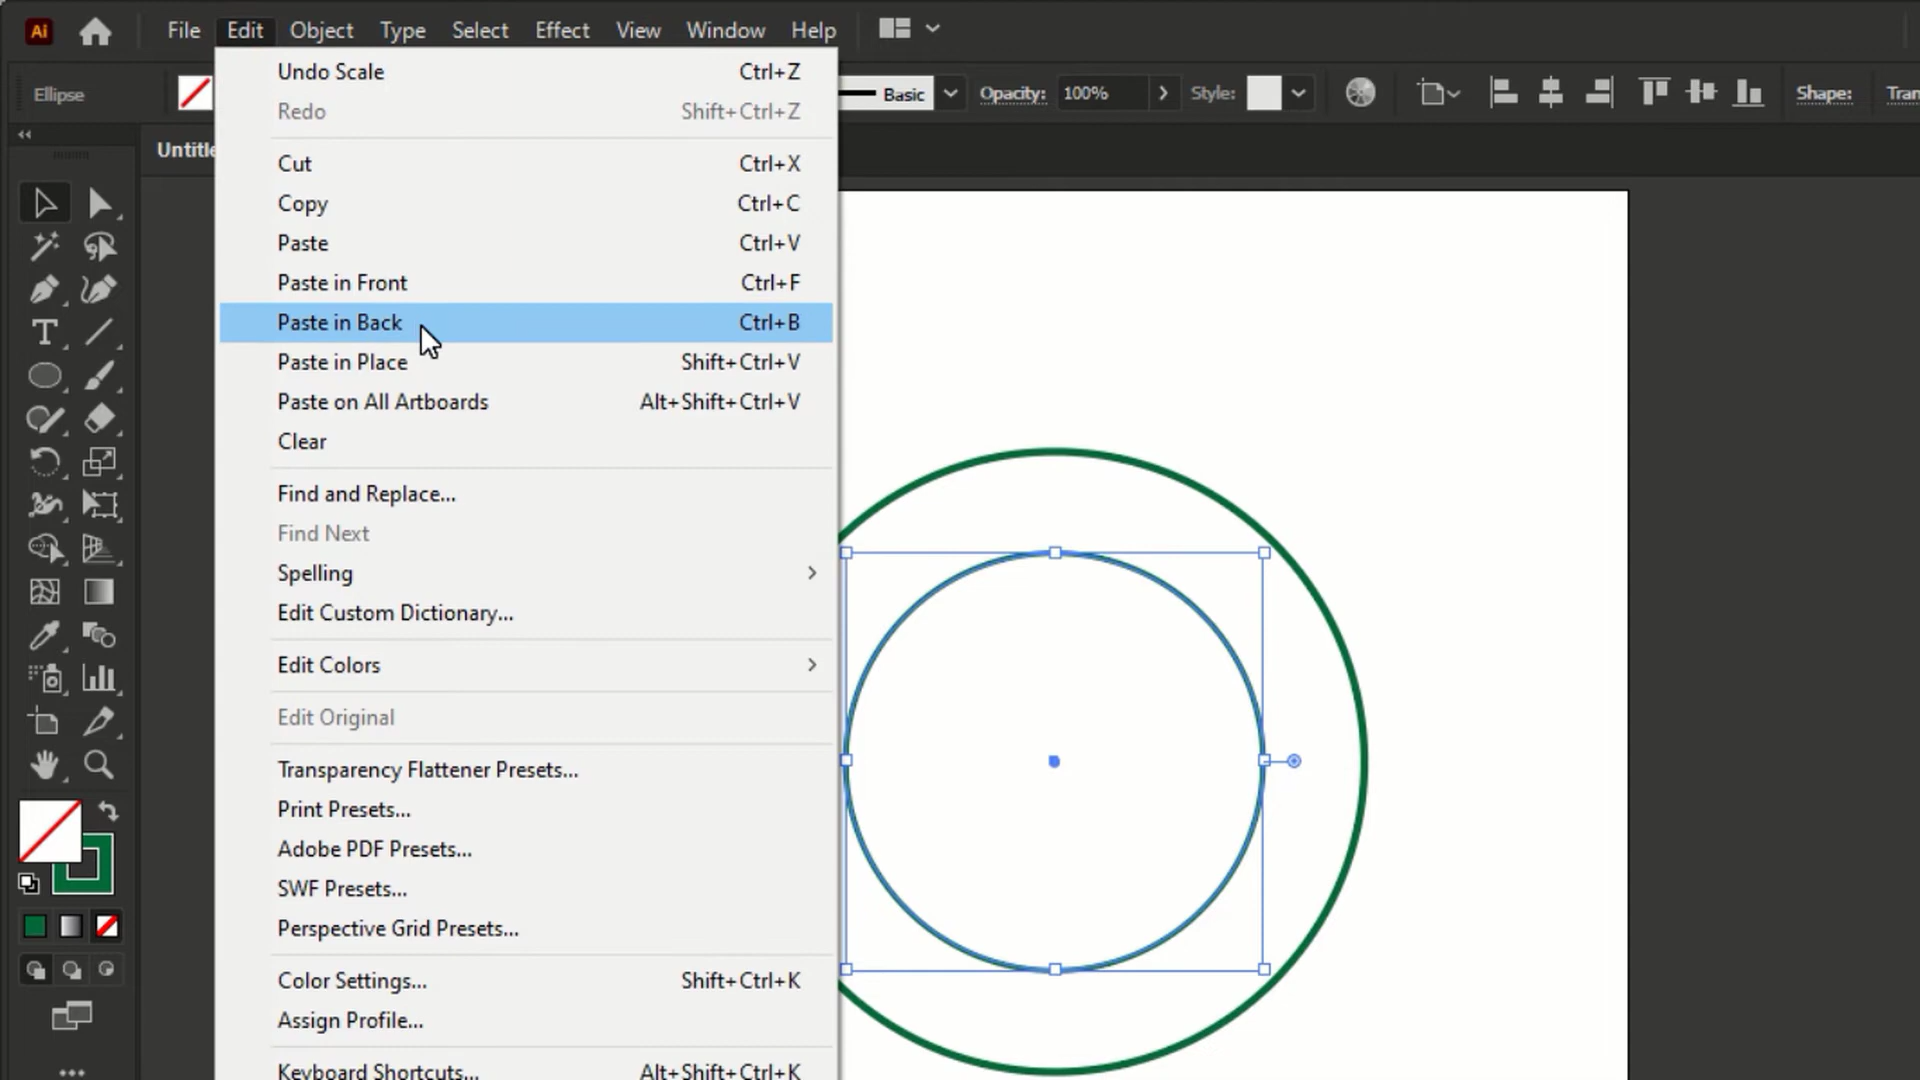 Ai File Edit Object Type Select Effect View Window Help
Ellipse Basic Opacity: 100% Style: Shape: Tran
Untitle
Undo Scale Ctrl+Z
Redo Shift+Ctrl+Z
Cut Ctrl+X
Copy Ctrl+C
Paste Ctrl+V
Paste in Front Ctrl+F
Paste in Back Ctrl+B
Paste in Place Shift+Ctrl+V
Paste on All Artboards Alt+Shift+Ctrl+V
Clear
Find and Replace...
Find Next
Spelling
Edit Custom Dictionary...
Edit Colors
Edit Original
Transparency Flattener Presets...
Print Presets...
Adobe PDF Presets...
SWF Presets...
Perspective Grid Presets...
Color Settings... Shift+Ctrl+K
Assign Profile...
Keyboard Shortcuts... Alt+Shift+Ctrl+K